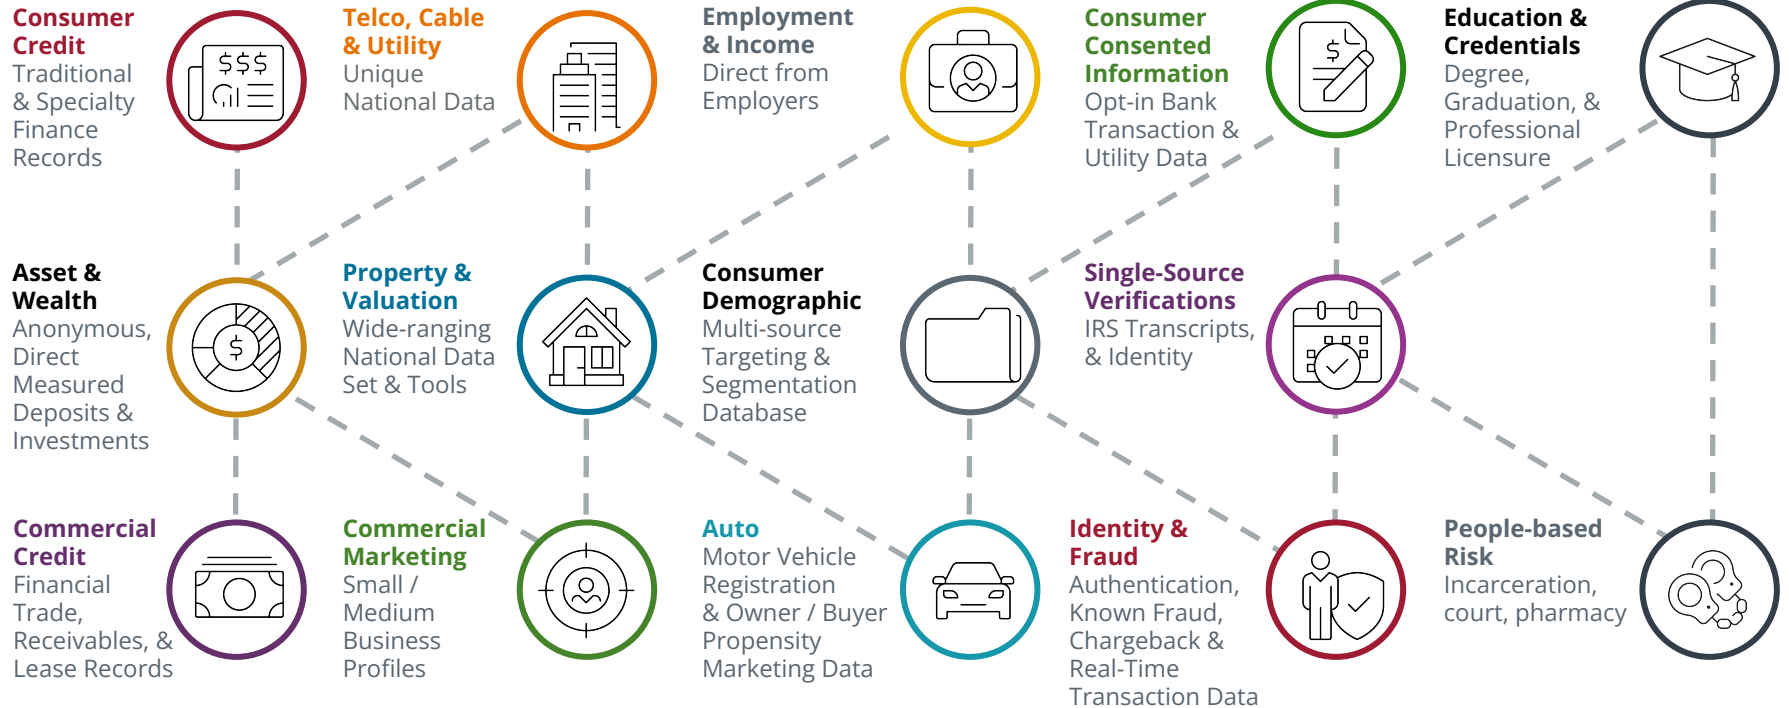 Consumer
Credit
Traditional
& Specialty
Finance
Records
$$$
Telco, Cable
& Utility
Unique
National Data
Employment
& Income
Direct from
Employers
Consumer
Consented
Information
Opt-in Bank
Transaction &
Utility Data
$
Education &
Credentials
Degree,
Graduation, &
Professional
Licensure
Asset &
Wealth
Anonymous,
Direct
Measured
Deposits &
Investments
$
Property &
Valuation
Wide-ranging
National Data
Set & Tools
Consumer
Demographic
Multi-source
Targeting &
Segmentation
Database
Single-Source
Verifications
IRS Transcripts,
& Identity
Commercial
Credit
Financial
Trade,
Receivables, &
Lease Records
Commercial
Marketing
Small /
Medium
Business
Profiles
Auto
Motor Vehicle
Registration
& Owner / Buyer
Propensity
Marketing Data
Identity &
Fraud
Authentication,
Known Fraud,
Chargeback &
Real-Time
Transaction Data
People-based
Risk
Incarceration,
court, pharmacy